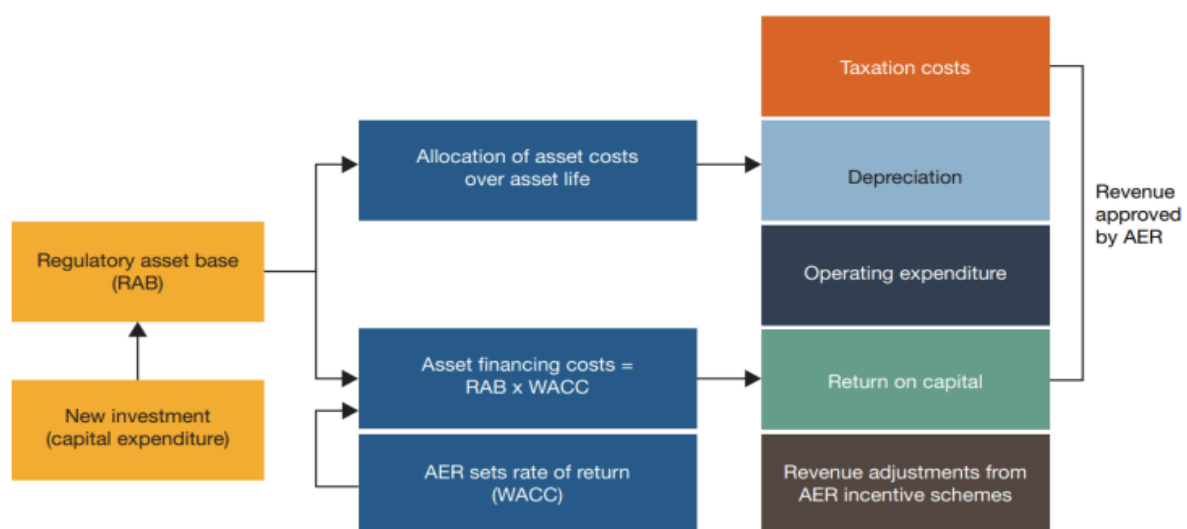 Taxation costs
Allocation of asset costs
over asset life
Depreciation
Revenue
approved
by AER
Regulatory asset base
(RAB)
Operating expenditure
Asset financing costs =
RAB x WACC
Return on capital
New investment
(capital expenditure)
AER sets rate of return
(WACC)
Revenue adjustments from
AER incentive schemes